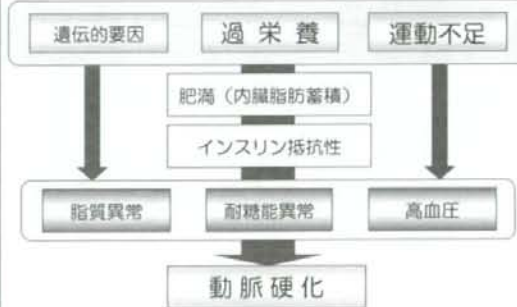 遺伝的要因 過栄養 運動不足
肥満（内臓脂肪蓄積）
インスリン抵抗性
脂質異常 耐糖能異常 高血圧
動脈硬化